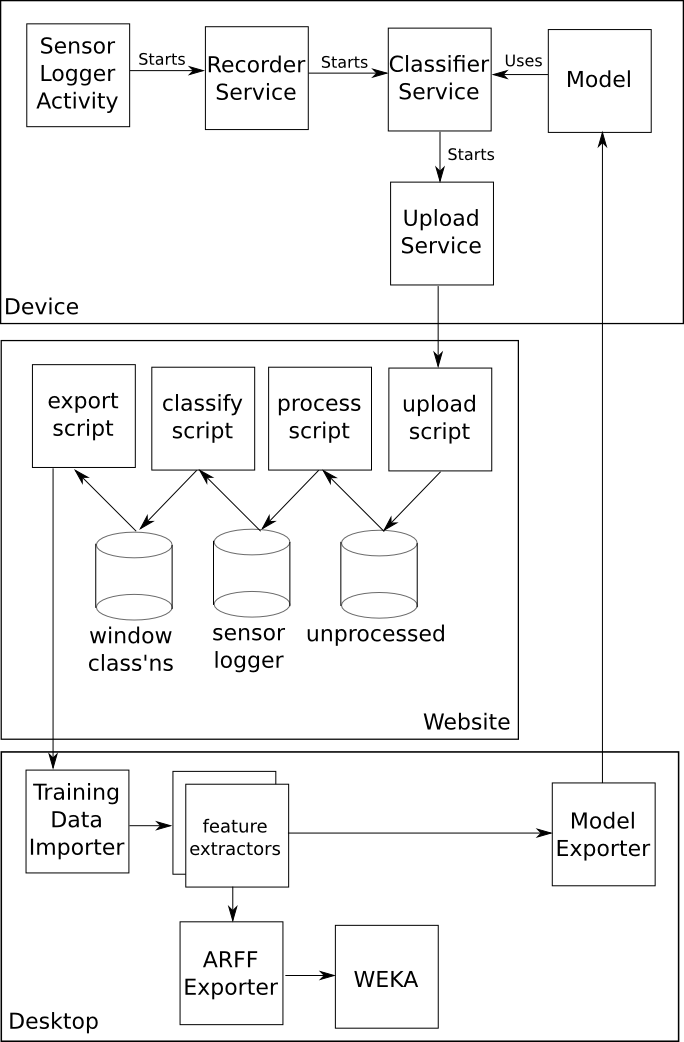 Sensor
Logger
Activity
Starts
Recorder
Service
Starts
Classifier
Service
Uses
Model
Starts
Upload
Service
Device
export
script
classify
script
process
script
upload
script
window
class'ns
sensor
logger
unprocessed
Website
Training
Data
Importer
feature
extractors
Model
Exporter
ARFF
Exporter
WEKA
Desktop